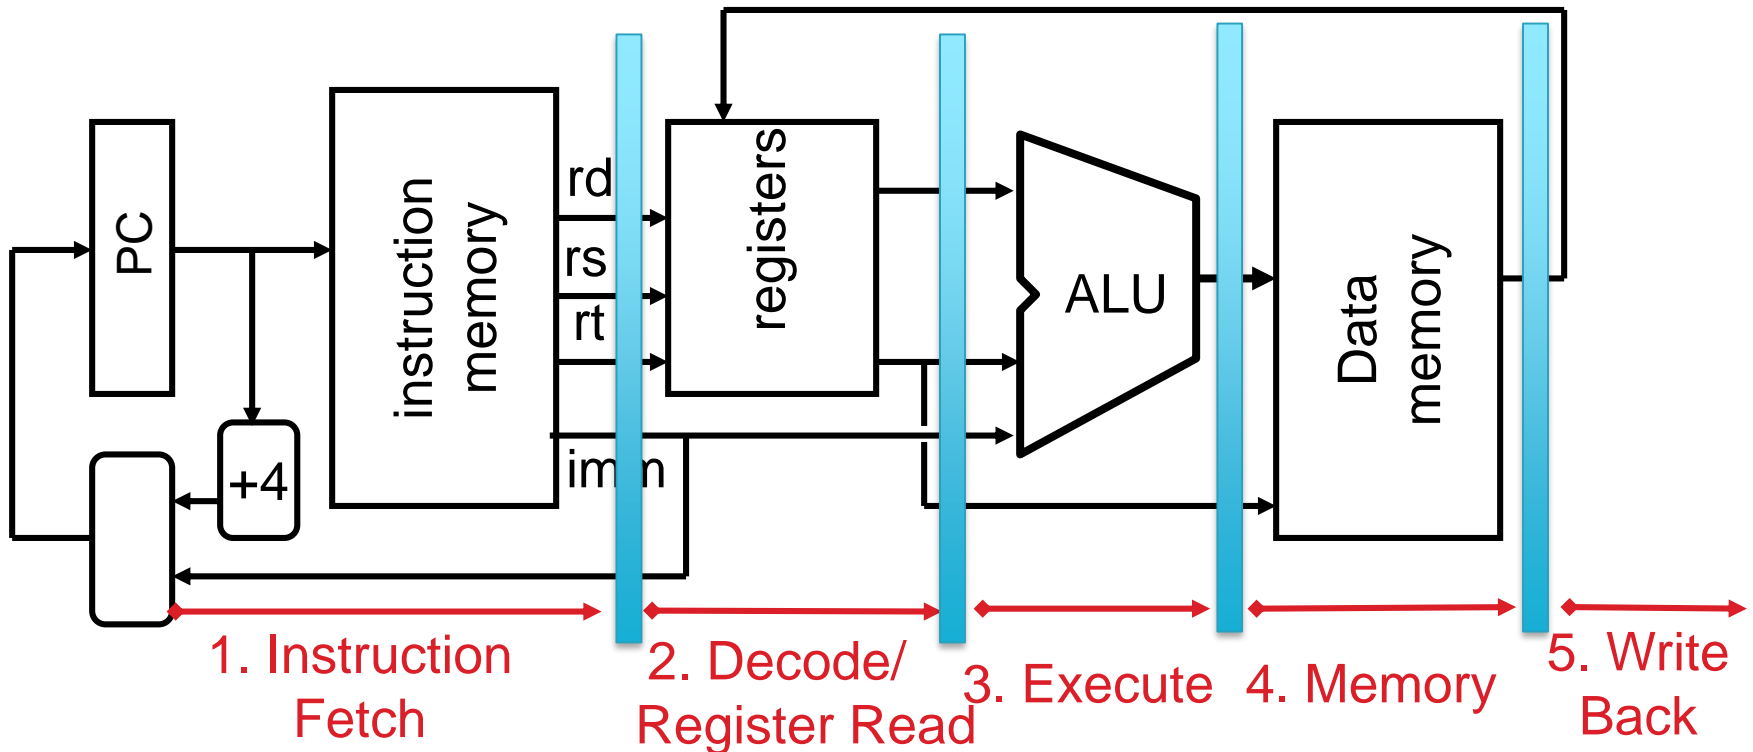 PC
+4
instruction
memory
rd
rs
rt
imm
registers
ALU
Data
memory
1. Instruction
Fetch
2. Decode/
Register Read
3. Execute
4. Memory
5. Write
Back